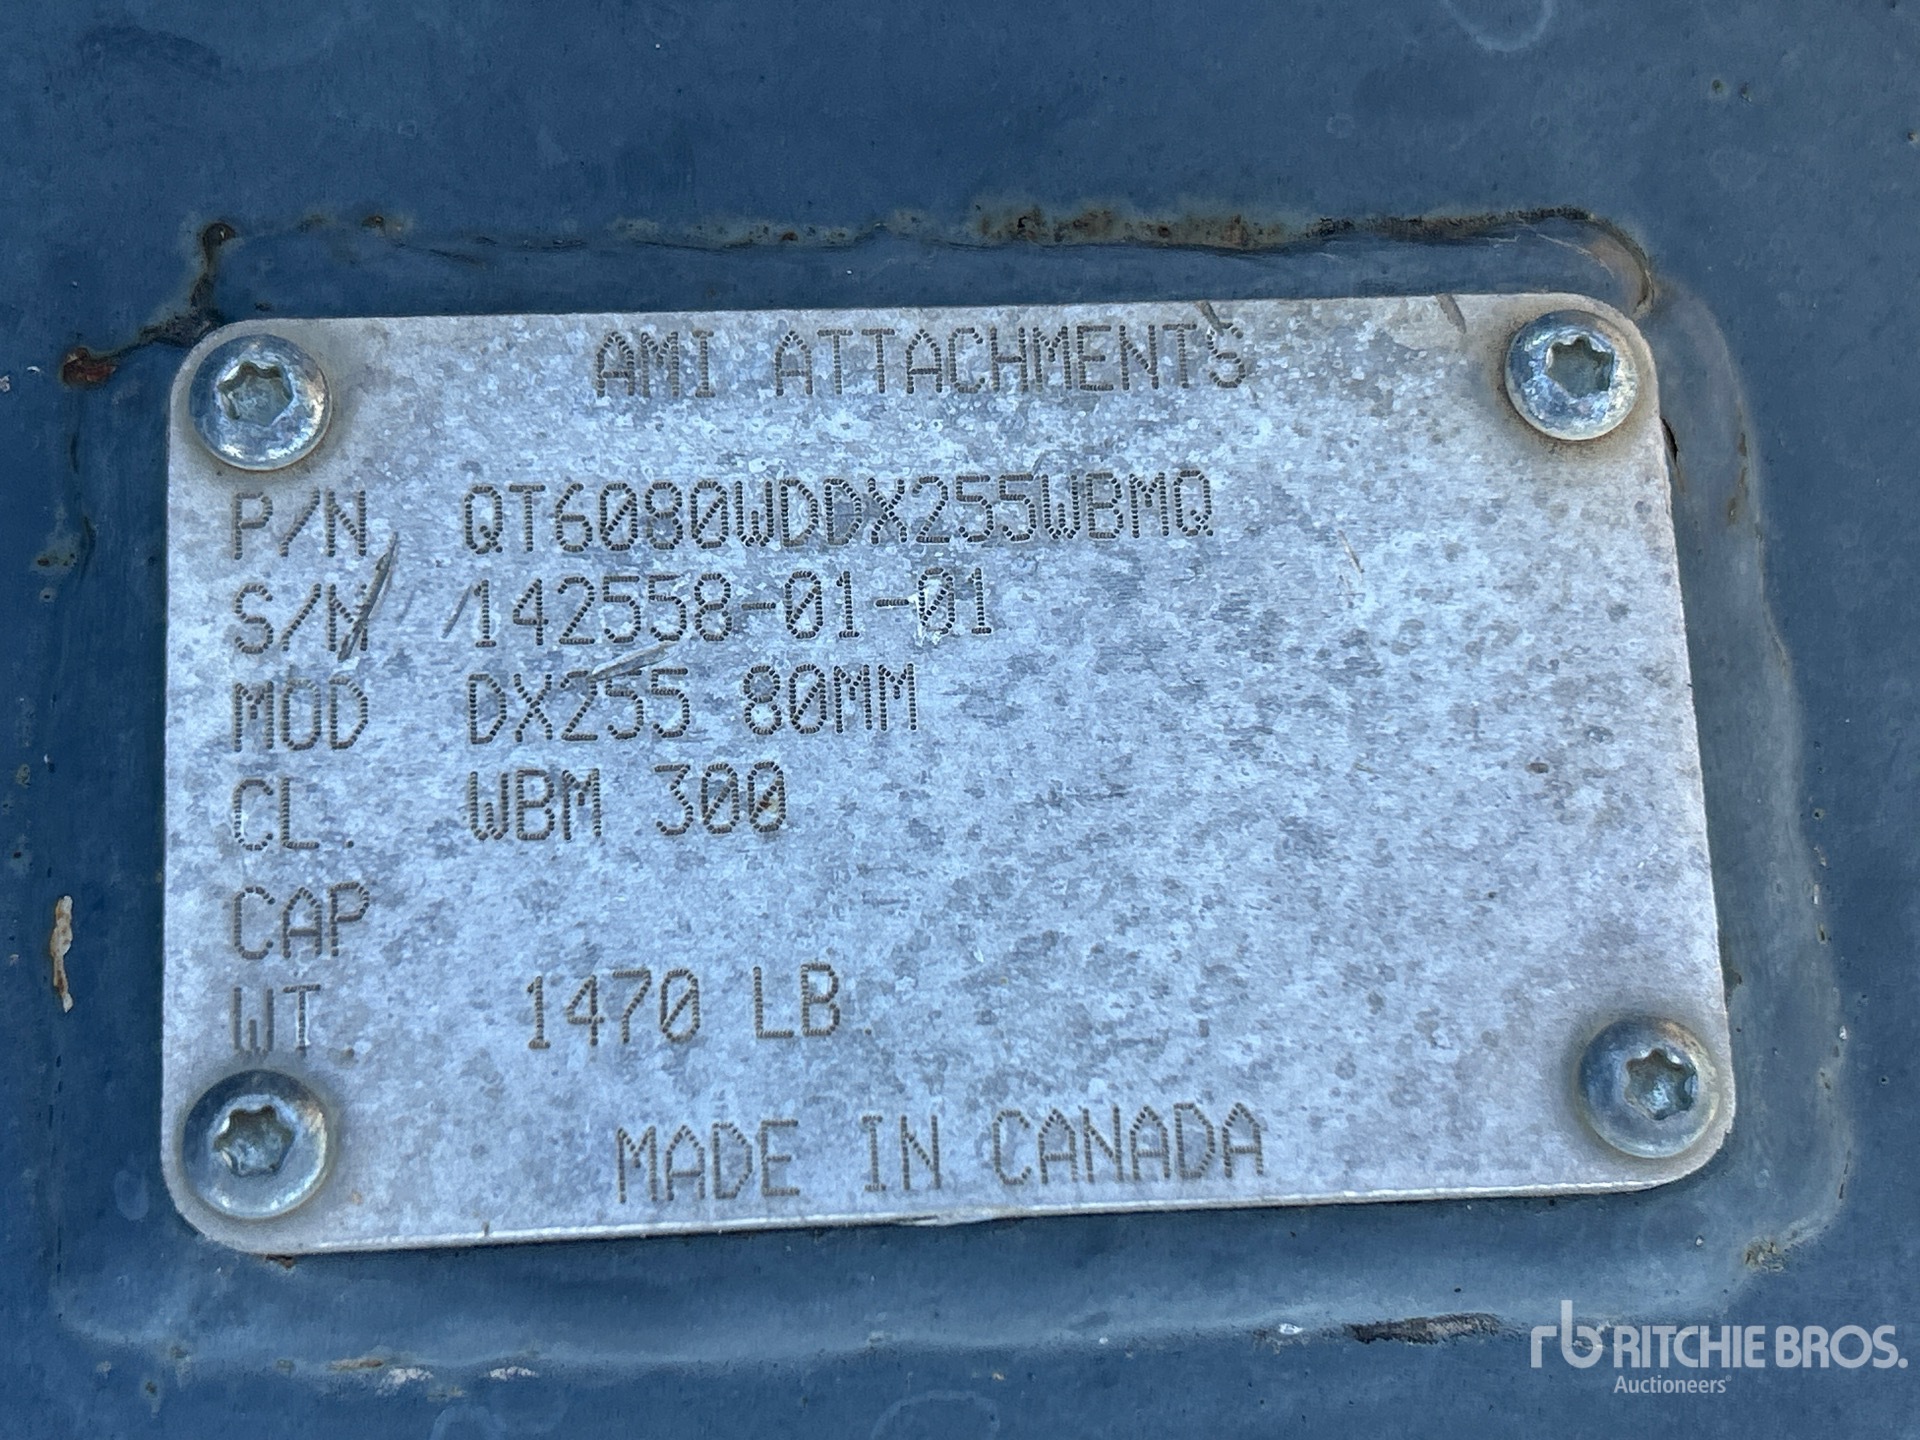 AMI ATTACHMENTS
P/N QT6080WDDX255WBMQ
S/N 142558-01-01
MOD DX255 80MM
CL. WBM 300
CAP
WT. 1470 LB
MADE IN CANADA
rb RITCHIE BROS.
Auctioneers